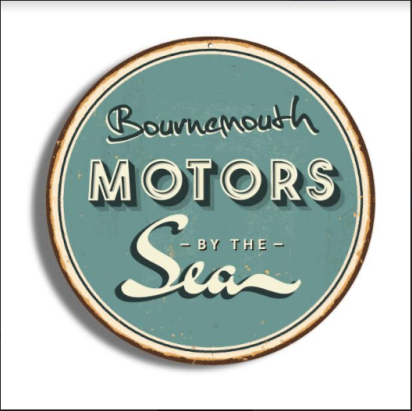 Bournemouth
MOTORS
- BY THE -
Sea